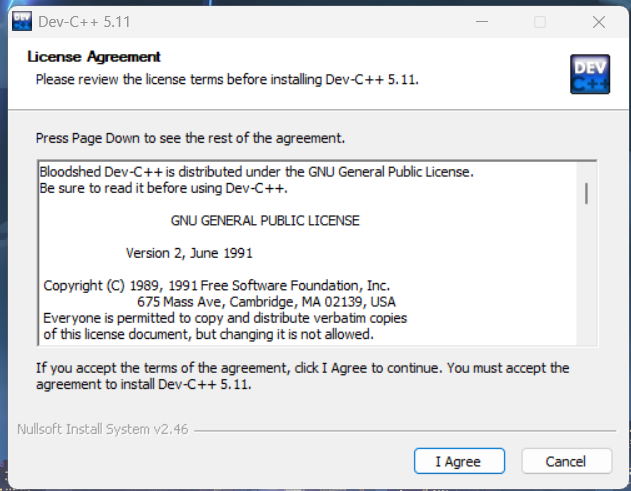 Dev-C++ 5.11
License Agreement
Please review the license terms before installing Dev-C++ 5.11.
DEV
C++
Press Page Down to see the rest of the agreement.
Bloodshed Dev-C++ is distributed under the GNU General Public License.
Be sure to read it before using Dev-C++.
GNU GENERAL PUBLIC LICENSE
Version 2, June 1991
Copyright (C) 1989, 1991 Free Software Foundation, Inc.
675 Mass Ave, Cambridge, MA 02139, USA
Everyone is permitted to copy and distribute verbatim copies
of this license document, but changing it is not allowed.
If you accept the terms of the agreement, click I Agree to continue. You must accept the
agreement to install Dev-C++ 5.11.
Nullsoft Install System v2.46
I Agree
Cancel